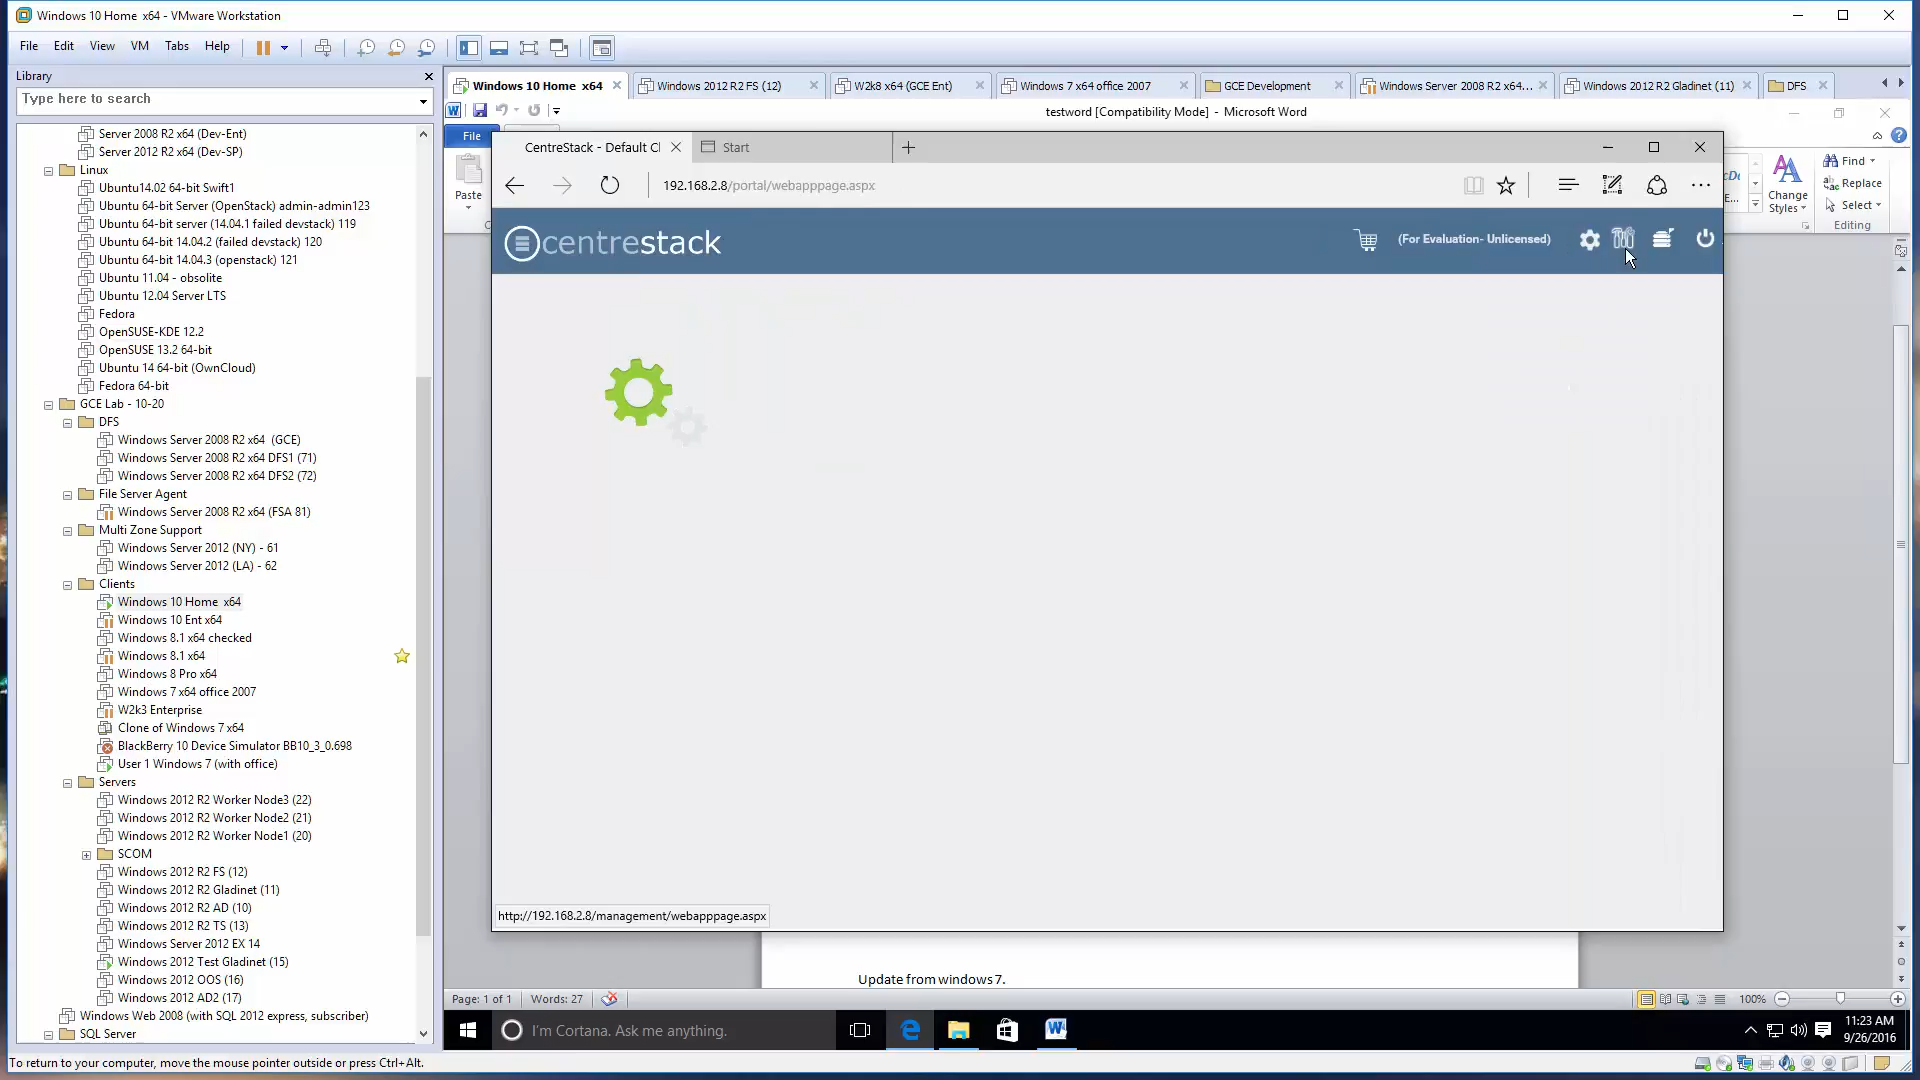 Windows 10 Home  x64 - VMware Workstation
File Edit View VM Tabs Help
Library
Type here to search
Server 2008 R2 x64 (Dev-Ent)
Server 2012 R2 x64 (Dev-SP)
Linux
Ubuntu14.02 64-bit Swift1
Ubuntu 64-bit Server (OpenStack) admin-admin123
Ubuntu 64-bit server (14.04.1 failed devstack) 119
Ubuntu 64-bit 14.04.2 (failed devstack) 120
Ubuntu 64-bit 14.04.3 (openstack) 121
Ubuntu 11.04 - obsolite
Ubuntu 12.04 Server LTS
Fedora
OpenSUSE-KDE 12.2
OpenSUSE 13.2 64-bit
Ubuntu 14 64-bit (OwnCloud)
Fedora 64-bit
GCE Lab - 10-20
DFS
Windows Server 2008 R2 x64  (GCE)
Windows Server 2008 R2 x64 DFS1 (71)
Windows Server 2008 R2 x64 DFS2 (72)
File Server Agent
Windows Server 2008 R2 x64 (FSA 81)
Multi Zone Support
Windows Server 2012 (NY) - 61
Windows Server 2012 (LA) - 62
Clients
Windows 10 Home  x64
Windows 10 Ent x64
Windows 8.1 x64 checked
Windows 8.1 x64
Windows 8 Pro x64
Windows 7 x64 office 2007
W2k3 Enterprise
Clone of Windows 7 x64
BlackBerry 10 Device Simulator BB10_3_0.698
User 1 Windows 7 (with office)
Servers
Windows 2012 R2 Worker Node3 (22)
Windows 2012 R2 Worker Node2 (21)
Windows 2012 R2 Worker Node1 (20)
SCOM
Windows 2012 R2 FS (12)
Windows 2012 R2 Gladinet (11)
Windows 2012 R2 AD (10)
Windows 2012 R2 TS (13)
Windows Server 2012 EX 14
Windows 2012 Test Gladinet (15)
Windows 2012 OOS (16)
Windows 2012 AD2 (17)
Windows Web 2008 (with SQL 2012 express, subscriber)
SQL Server
To return to your computer, move the mouse pointer outside or press Ctrl+Alt.
Windows 10 Home  x64 Windows 2012 R2 FS (12) W2k8 x64 (GCE Ent) Windows 7 x64 office 2007 GCE Development Windows Server 2008 R2 x64... Windows 2012 R2 Gladinet (11) DFS
testword [Compatibility Mode]  -  Microsoft Word
File
Paste
Change
Styles
Find
Replace
Select
Editing
CentreStack - Default Cl Start
192.168.2.8/portal/webapppage.aspx
centrestack (For Evaluation- Unlicensed)
http://192.168.2.8/management/webapppage.aspx
Update from windows 7.
Page: 1 of 1 Words: 27 100%
I'm Cortana. Ask me anything.
11:23 AM
9/26/2016